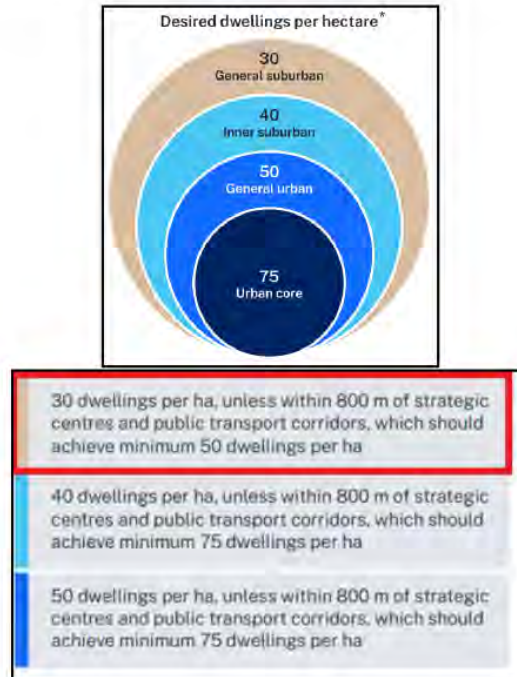 Desired dwellings per hectare*
30
General suburban
40
Inner suburban
50
General urban
75
Urban core
30 dwellings per ha, unless within 800 m of strategic
centres and public transport corridors, which should
achieve minimum 50 dwellings per ha
40 dwellings per ha, unless within 800 m of strategic
centres and public transport corridors, which should
achieve minimum 75 dwellings per ha
50 dwellings per ha, unless within 800 m of strategic
centres and public transport corridors, which should
achieve minimum 75 dwellings per ha